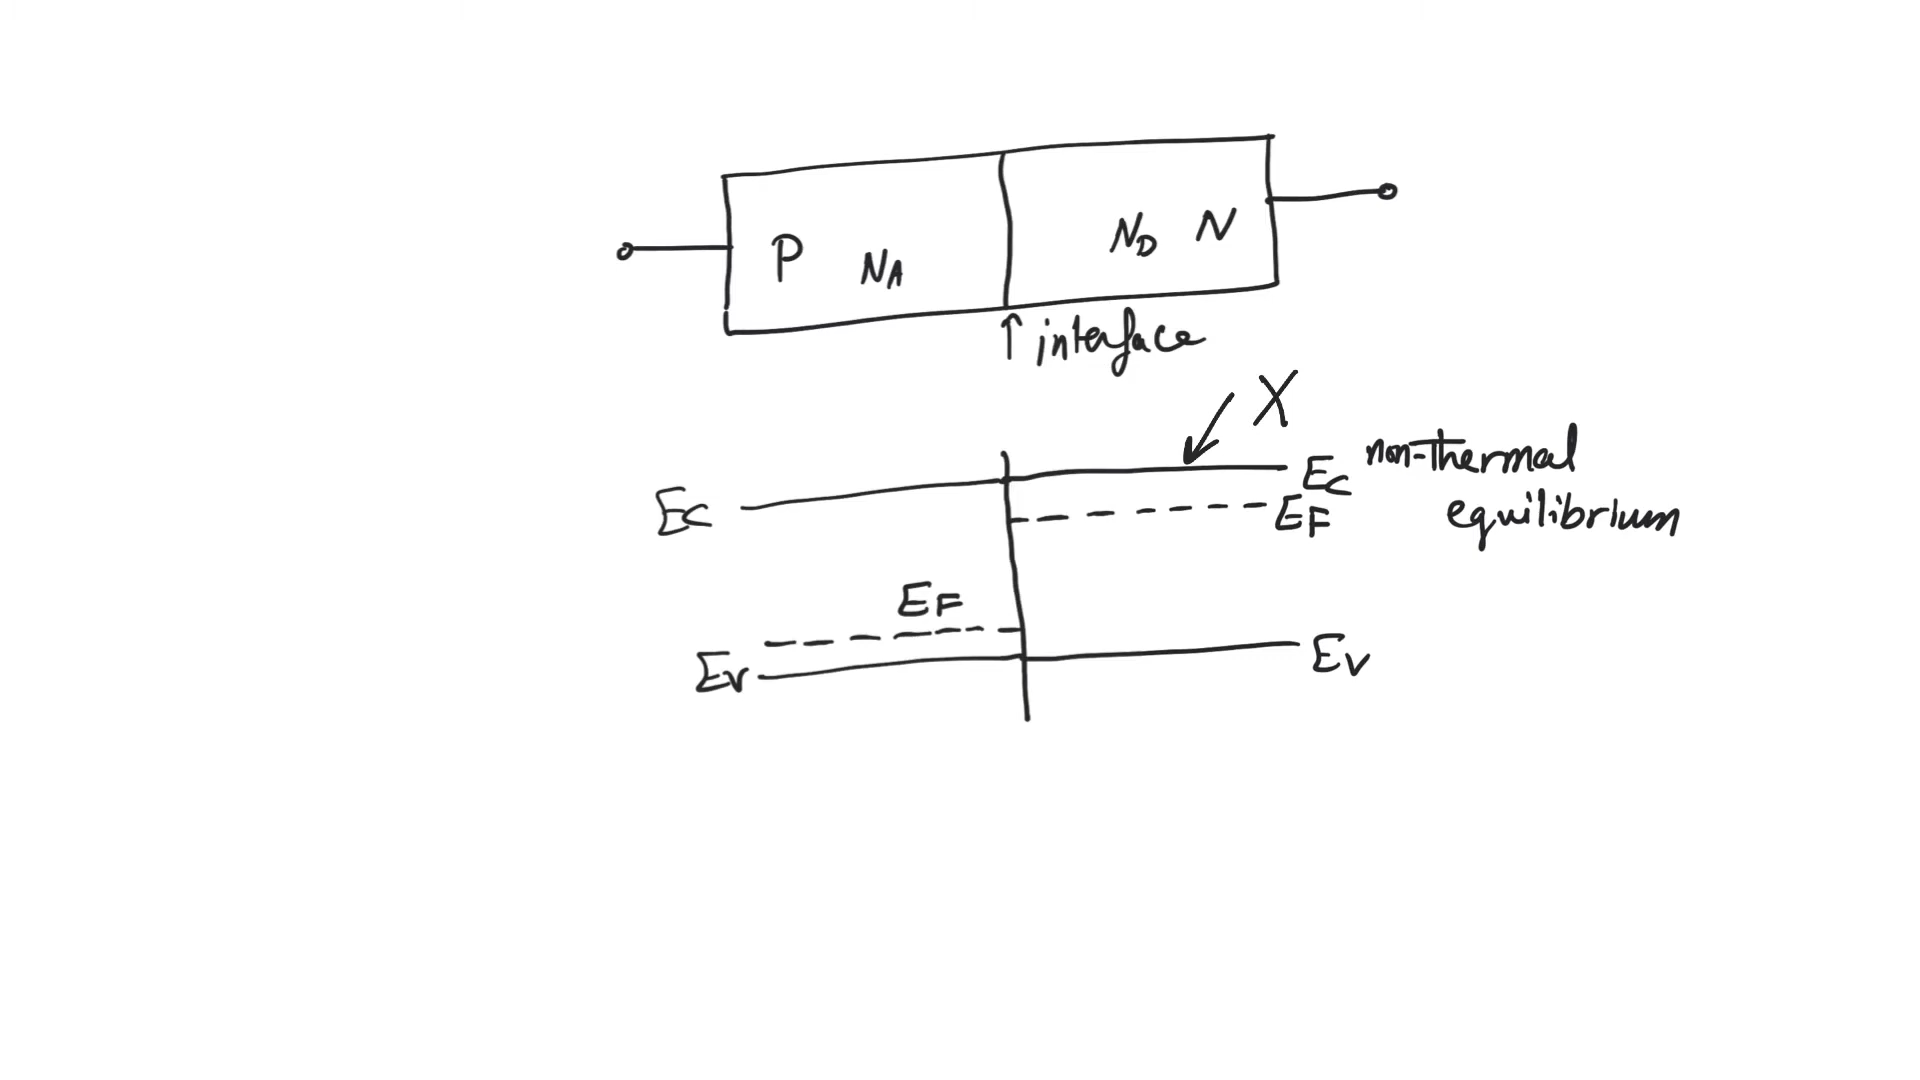 P NA ND N
↑ interface
X
EC EC non-thermal
EF equilibrium
EF
EV EV